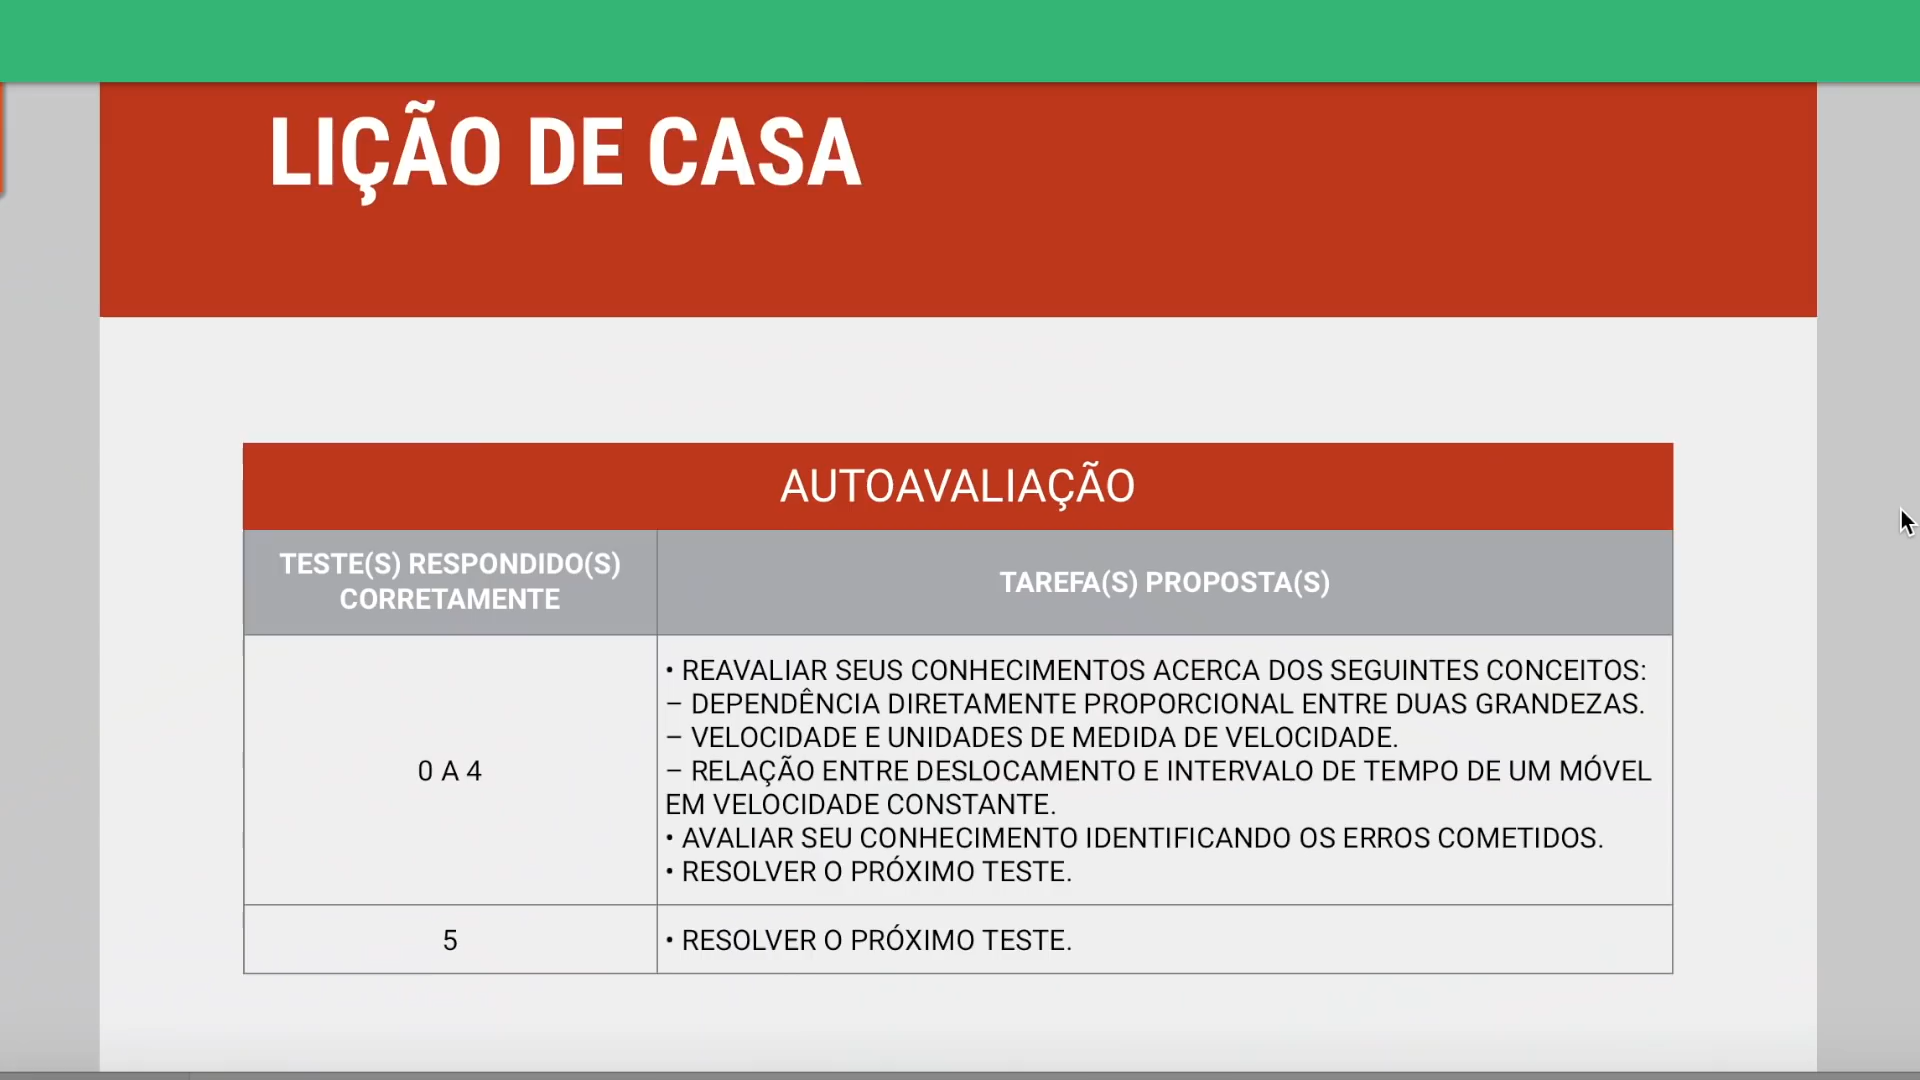 LIÇÃO DE CASA
AUTOAVALIAÇÃO
TESTE(S) RESPONDIDO(S)
CORRETAMENTE
TAREFA(S) PROPOSTA(S)
0 A 4
• REAVALIAR SEUS CONHECIMENTOS ACERCA DOS SEGUINTES CONCEITOS:
– DEPENDÊNCIA DIRETAMENTE PROPORCIONAL ENTRE DUAS GRANDEZAS.
– VELOCIDADE E UNIDADES DE MEDIDA DE VELOCIDADE.
– RELAÇÃO ENTRE DESLOCAMENTO E INTERVALO DE TEMPO DE UM MÓVEL
EM VELOCIDADE CONSTANTE.
• AVALIAR SEU CONHECIMENTO IDENTIFICANDO OS ERROS COMETIDOS.
• RESOLVER O PRÓXIMO TESTE.
5
• RESOLVER O PRÓXIMO TESTE.